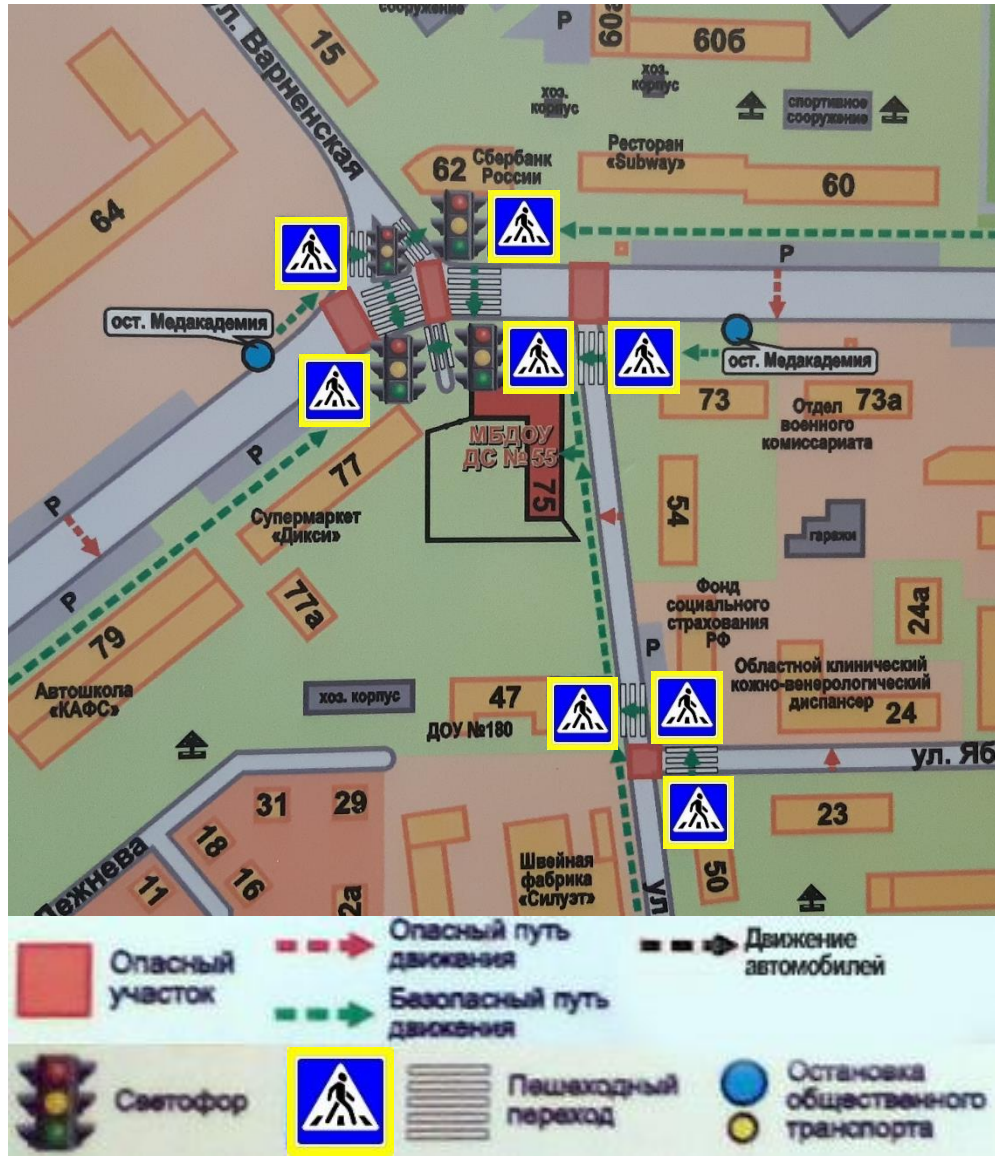 сооружение
Р
60в
60б
15
ул. Варненская
хоз.
корпус
хоз.
корпус
спортивное
сооружение
62
Сбербанк
России
Ресторан
«Subway»
60
64
Р
ост. Медакадемия
ост. Медакадемия
73
73а
Отдел
военного
комиссариата
МБДОУ
ДС №55
75
77
Р
Р
Супермаркет
«Дикси»
54
гаражи
77а
Р
79
Фонд
социального
страхования
РФ
24а
Р
Автошкола
«КАФС»
хоз. корпус
47
ДОУ №180
Областной клинический
кожно-венерологический
диспансер
24
ул. Яб
31
29
18
16
11
2а
23
50
Швейная
фабрика
«Силуэт»
ул
Опасный
участок
Опасный путь
движения
Безопасный путь
движения
Движение
автомобилей
Светофор
Пешеходный
переход
Остановка
общественного
транспорта